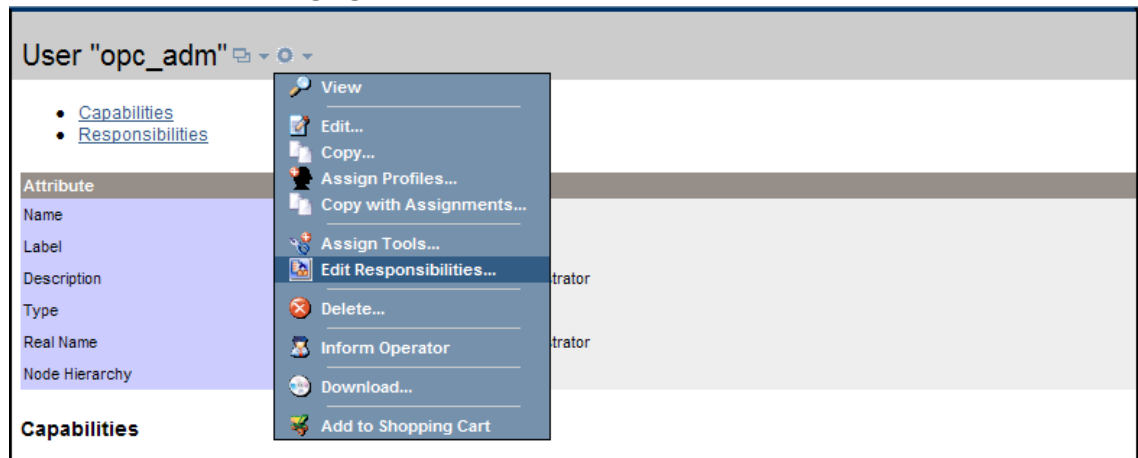 User "opc_adm"
Capabilities
Responsibilities
View
Edit...
Copy...
Assign Profiles...
Copy with Assignments...
Assign Tools...
Edit Responsibilities...
Delete...
Inform Operator
Download...
Add to Shopping Cart
Attribute
Name
Label
Description
trator
Type
Real Name
trator
Node Hierarchy
Capabilities